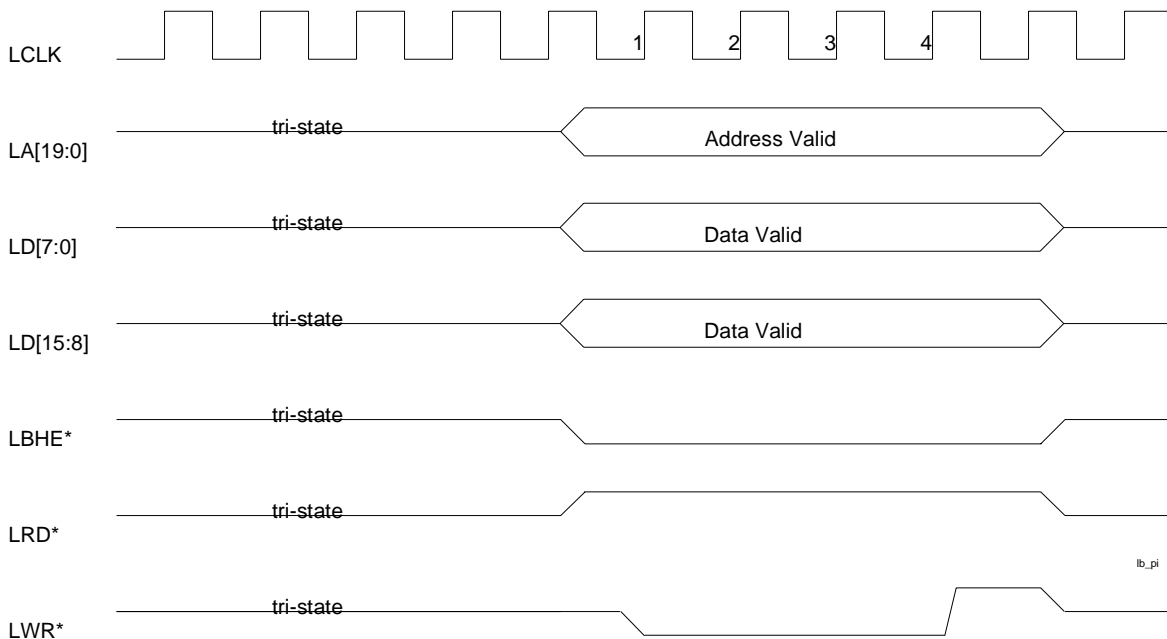 LCLK
1 2 3 4
LA[19:0]
tri-state
Address Valid
LD[7:0]
tri-state
Data Valid
LD[15:8]
tri-state
Data Valid
LBHE*
tri-state
LRD*
tri-state
lb_pi
LWR*
tri-state